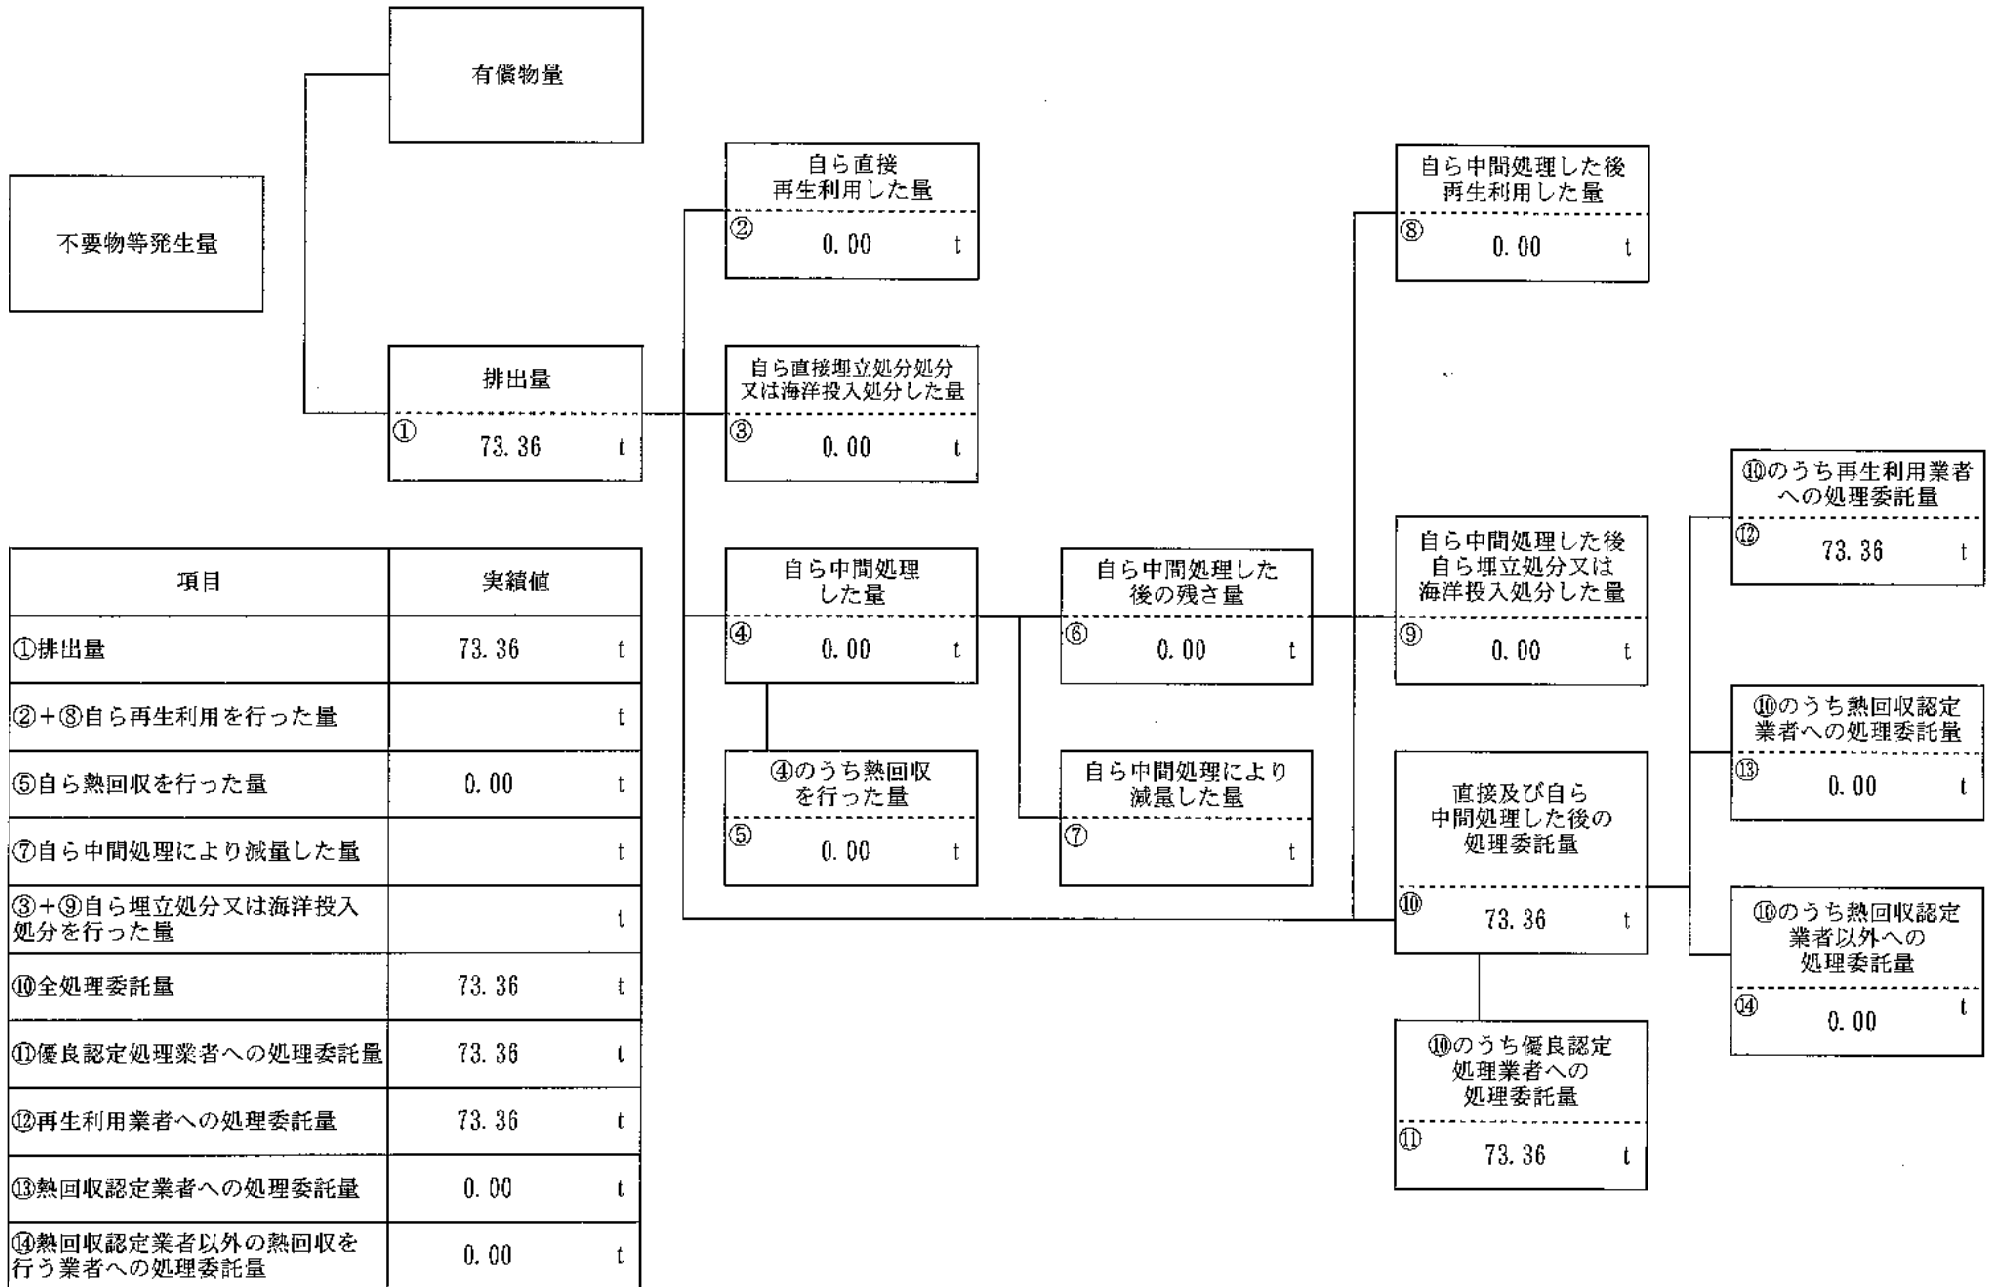 有償物量
不要物等発生量
排出量
① 73.36 t
自ら直接
再生利用した量
② 0.00 t
自ら直接埋立処分処分
又は海洋投入処分した量
③ 0.00 t
自ら中間処理
した量
④ 0.00 t
④のうち熱回収
を行った量
⑤ 0.00 t
自ら中間処理した
後の残さ量
⑥ 0.00 t
自ら中間処理により
減量した量
⑦ t
自ら中間処理した後
再生利用した量
⑧ 0.00 t
自ら中間処理した後
自ら埋立処分又は
海洋投入処分した量
⑨ 0.00 t
直接及び自ら
中間処理した後の
処理委託量
⑩ 73.36 t
⑩のうち優良認定
処理業者への
処理委託量
⑪ 73.36 t
⑩のうち再生利用業者
への処理委託量
⑫ 73.36 t
⑩のうち熱回収認定
業者への処理委託量
⑬ 0.00 t
⑩のうち熱回収認定
業者以外への
処理委託量
⑭ 0.00 t
項目 実績値
①排出量 73.36 t
②+⑧自ら再生利用を行った量 t
⑤自ら熱回収を行った量 0.00 t
⑦自ら中間処理により減量した量 t
③+⑨自ら埋立処分又は海洋投入
処分を行った量 t
⑩全処理委託量 73.36 t
⑪優良認定処理業者への処理委託量 73.36 t
⑫再生利用業者への処理委託量 73.36 t
⑬熱回収認定業者への処理委託量 0.00 t
⑭熱回収認定業者以外の熱回収を
行う業者への処理委託量 0.00 t